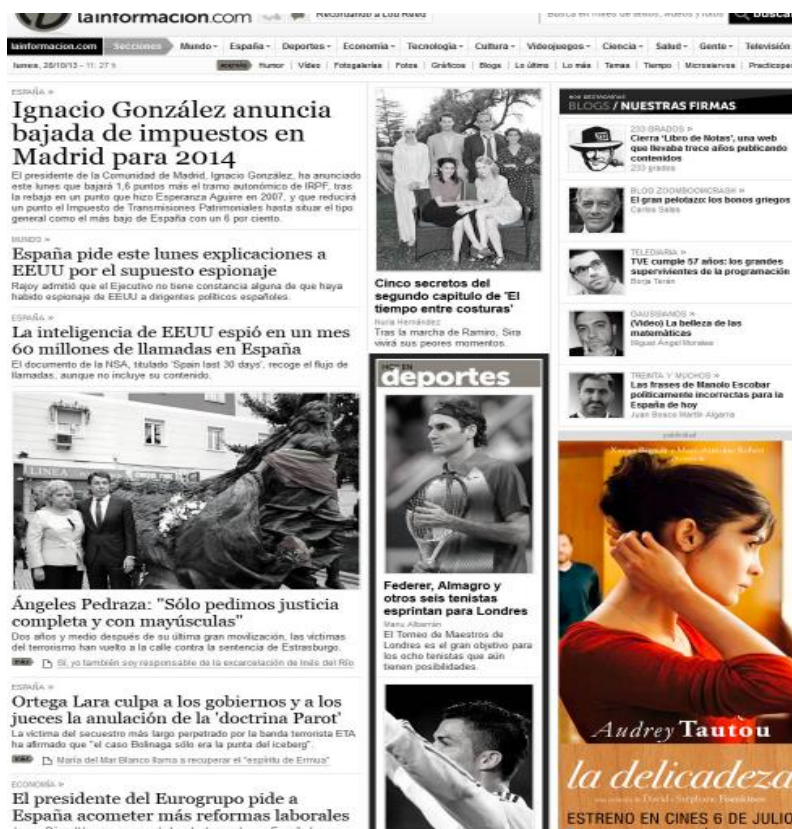 lainformacion.com
Recordando a Lou Reed
lainformacion.com Secciones Mundo España Deportes Economía Tecnología Cultura Videojuegos Ciencia Salud Gente Televisión
lunes, 28/10/13 - 11:27 h
Humor | Vídeo | Fotogalerías | Fotos | Gráficos | Blogs | Lo último | Lo más | Temas | Tiempo | Microsiervos | Practicopedia
ESPAÑA »
Ignacio González anuncia
bajada de impuestos en
Madrid para 2014
El presidente de la Comunidad de Madrid, Ignacio González, ha anunciado
este lunes que bajará 1,6 puntos más el tramo autonómico de IRPF, tras
la rebaja en un punto que hizo Esperanza Aguirre en 2007, y que reducirá
un punto el Impuesto de Transmisiones Patrimoniales hasta situar el tipo
general como el más bajo de España con un 6 por ciento.
MUNDO »
España pide este lunes explicaciones a
EEUU por el supuesto espionaje
Rajoy admitió que el Ejecutivo no tiene constancia alguna de que haya
habido espionaje de EEUU a dirigentes políticos españoles.
ESPAÑA »
La inteligencia de EEUU espió en un mes
60 millones de llamadas en España
El documento de la NSA, titulado 'Spain last 30 days', recoge el flujo de
llamadas, aunque no incluye su contenido.
LINEA
Ángeles Pedraza: "Sólo pedimos justicia
completa y con mayúsculas"
Dos años y medio después de su última gran movilización, las víctimas
del terrorismo han vuelto a la calle contra la sentencia de Estrasburgo.
Sí, yo también soy responsable de la excarcelación de Inés del Río
ESPAÑA »
Ortega Lara culpa a los gobiernos y a los
jueces la anulación de la 'doctrina Parot'
La víctima del secuestro más largo perpetrado por la banda terrorista ETA
ha afirmado que "el caso Bolinaga sólo era la punta del iceberg".
María del Mar Blanco llama a recuperar el "espíritu de Ermua"
ECONOMÍA »
El presidente del Eurogrupo pide a
España acometer más reformas laborales
Cinco secretos del
segundo capítulo de 'El
tiempo entre costuras'
Nuria Hernández
Tras la marcha de Ramiro, Sira
vivirá sus peores momentos.
HOY EN
deportes
Federer, Almagro y
otros seis tenistas
esprintan para Londres
Manu Albarrán
El Torneo de Maestros de
Londres es el gran objetivo para
los ocho tenistas que aún
tienen posibilidades.
Buscar
BLOGS / NUESTRAS FIRMAS
233 GRADOS »
Cierra 'Libro de Notas', una web
que llevaba trece años publicando
contenidos
233 grados
BLOG ZOOMBOOMCRASH »
El gran pelotazo: los bonos griegos
Carlos Salas
TELEDIARIA »
TVE cumple 57 años: los grandes
supervivientes de la programación
Borja Terán
GAUSSIANOS »
(Vídeo) La belleza de las
matemáticas
Miguel Ángel Morales
TREINTA Y MUCHOS »
Las frases de Manolo Escobar
políticamente incorrectas para la
España de hoy
Juan Bosco Martín Algarra
publicidad
Audrey Tautou
la delicadeza
ESTRENO EN CINES 6 DE JULIO